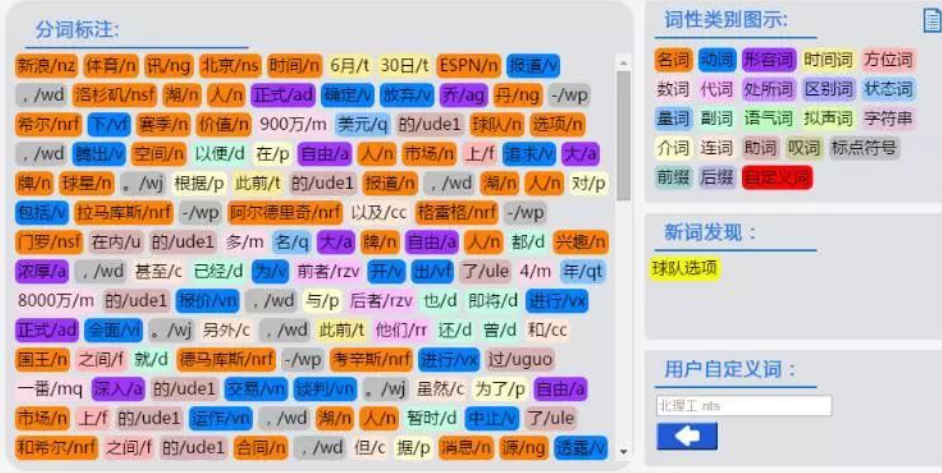 分词标注:
新浪/nz 体育/n 讯/ng 北京/ns 时间/n 6月/t 30日/t ESPN/n 报道/v
，/wd 洛杉矶/nsf 湖/n 人/n 正式/ad 确定/v 放弃/v 乔/ag 丹/ng -/wp
希尔/nrf 下/vf 赛季/n 价值/n 900万/m 美元/q 的/ude1 球队/n 选项/n
，/wd 腾出/v 空间/n 以便/d 在/p 自由/a 人/n 市场/n 上/f 追求/v 大/a
牌/n 球星/n 。/wj 根据/p 此前/t 的/ude1 报道/n ，/wd 湖/n 人/n 对/p
包括/v 拉马库斯/nrf -/wp 阿尔德里奇/nrf 以及/cc 格雷格/nrf -/wp
门罗/nsf 在内/u 的/ude1 多/m 名/q 大/a 牌/n 自由/a 人/n 都/d 兴趣/n
浓厚/a ，/wd 甚至/c 已经/d 为/v 前者/rzv 开/v 出/vf 了/ule 4/m 年/qt
8000万/m 的/ude1 报价/vn ，/wd 与/p 后者/rzv 也/d 即将/d 进行/vx
正式/ad 会面/vi 。/wj 另外/c ，/wd 此前/t 他们/rr 还/d 曾/d 和/cc
国王/n 之间/f 就/d 德马库斯/nrf -/wp 考辛斯/nrf 进行/vx 过/uguo
一番/mq 深入/a 的/ude1 交易/vn 谈判/vn 。/wj 虽然/c 为了/p 自由/a
市场/n 上/f 的/ude1 运作/vn ，/wd 湖/n 人/n 暂时/d 中止/v 了/ule
和希尔/nrf 之间/f 的/ude1 合同/n ，/wd 但/c 据/p 消息/n 源/ng 透露/v
词性类别图示:
名词 动词 形容词 时间词 方位词
数词 代词 处所词 区别词 状态词
量词 副词 语气词 拟声词 字符串
介词 连词 助词 叹词 标点符号
前缀 后缀 自定义词
新词发现：
球队选项
用户自定义词：
北理工 nts